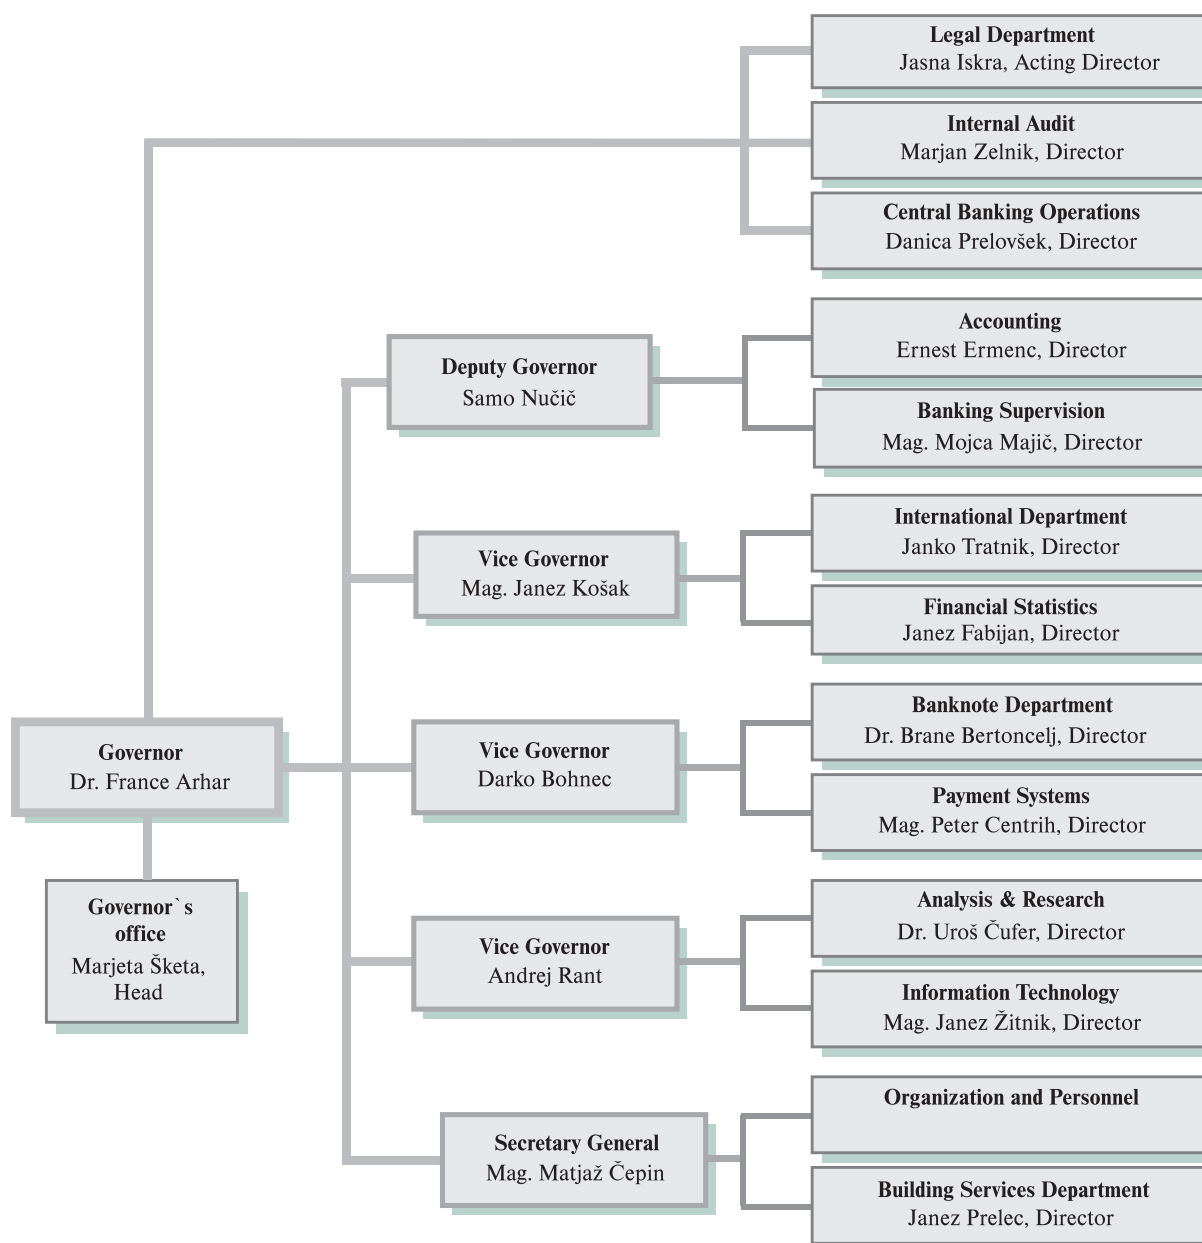 Legal Department
Jasna Iskra, Acting Director
Internal Audit
Marjan Zelnik, Director
Central Banking Operations
Danica Prelovšek, Director
Accounting
Ernest Ermenc, Director
Deputy Governor
Samo Nučič
Banking Supervision
Mag. Mojca Majič, Director
International Department
Janko Tratnik, Director
Vice Governor
Mag. Janez Košak
Financial Statistics
Janez Fabijan, Director
Banknote Department
Dr. Brane Bertoncelj, Director
Governor
Dr. France Arhar
Vice Governor
Darko Bohnec
Payment Systems
Mag. Peter Centrih, Director
Governor`s
office
Marjeta Šketa,
Head
Analysis & Research
Dr. Uroš Čufer, Director
Vice Governor
Andrej Rant
Information Technology
Mag. Janez Žitnik, Director
Organization and Personnel
Secretary General
Mag. Matjaž Čepin
Building Services Department
Janez Prelec, Director